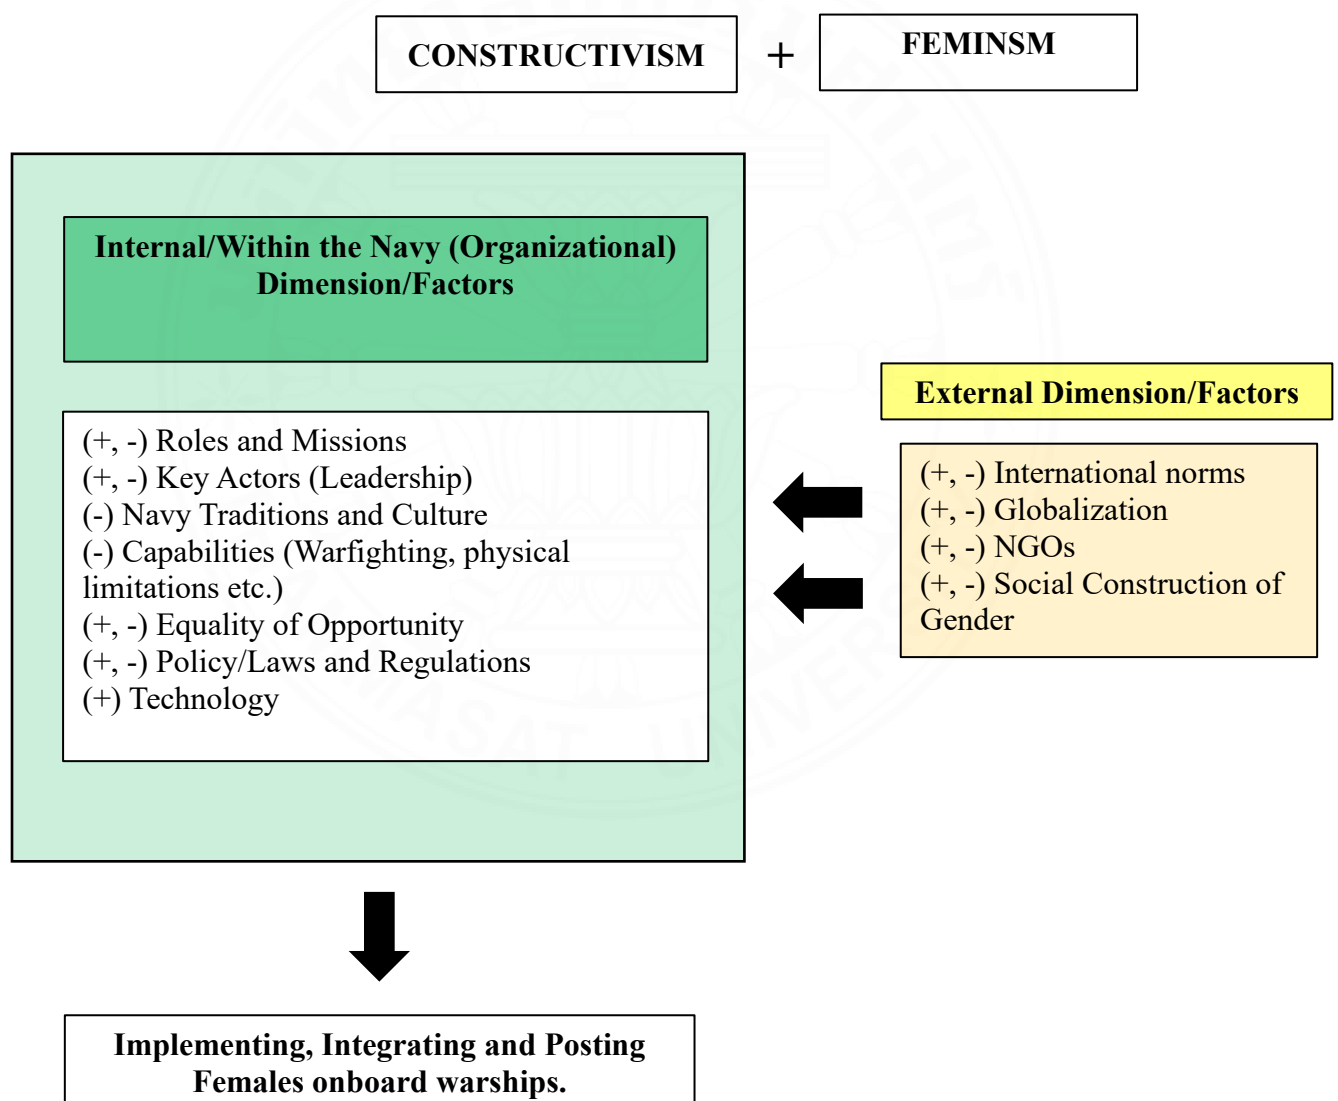 CONSTRUCTIVISM
+
FEMINSM
Internal/Within the Navy (Organizational)
Dimension/Factors
(+, -) Roles and Missions
(+, -) Key Actors (Leadership)
(-) Navy Traditions and Culture
(-) Capabilities (Warfighting, physical
limitations etc.)
(+, -) Equality of Opportunity
(+, -) Policy/Laws and Regulations
(+) Technology
External Dimension/Factors
(+, -) International norms
(+, -) Globalization
(+, -) NGOs
(+, -) Social Construction of
Gender
Implementing, Integrating and Posting
Females onboard warships.